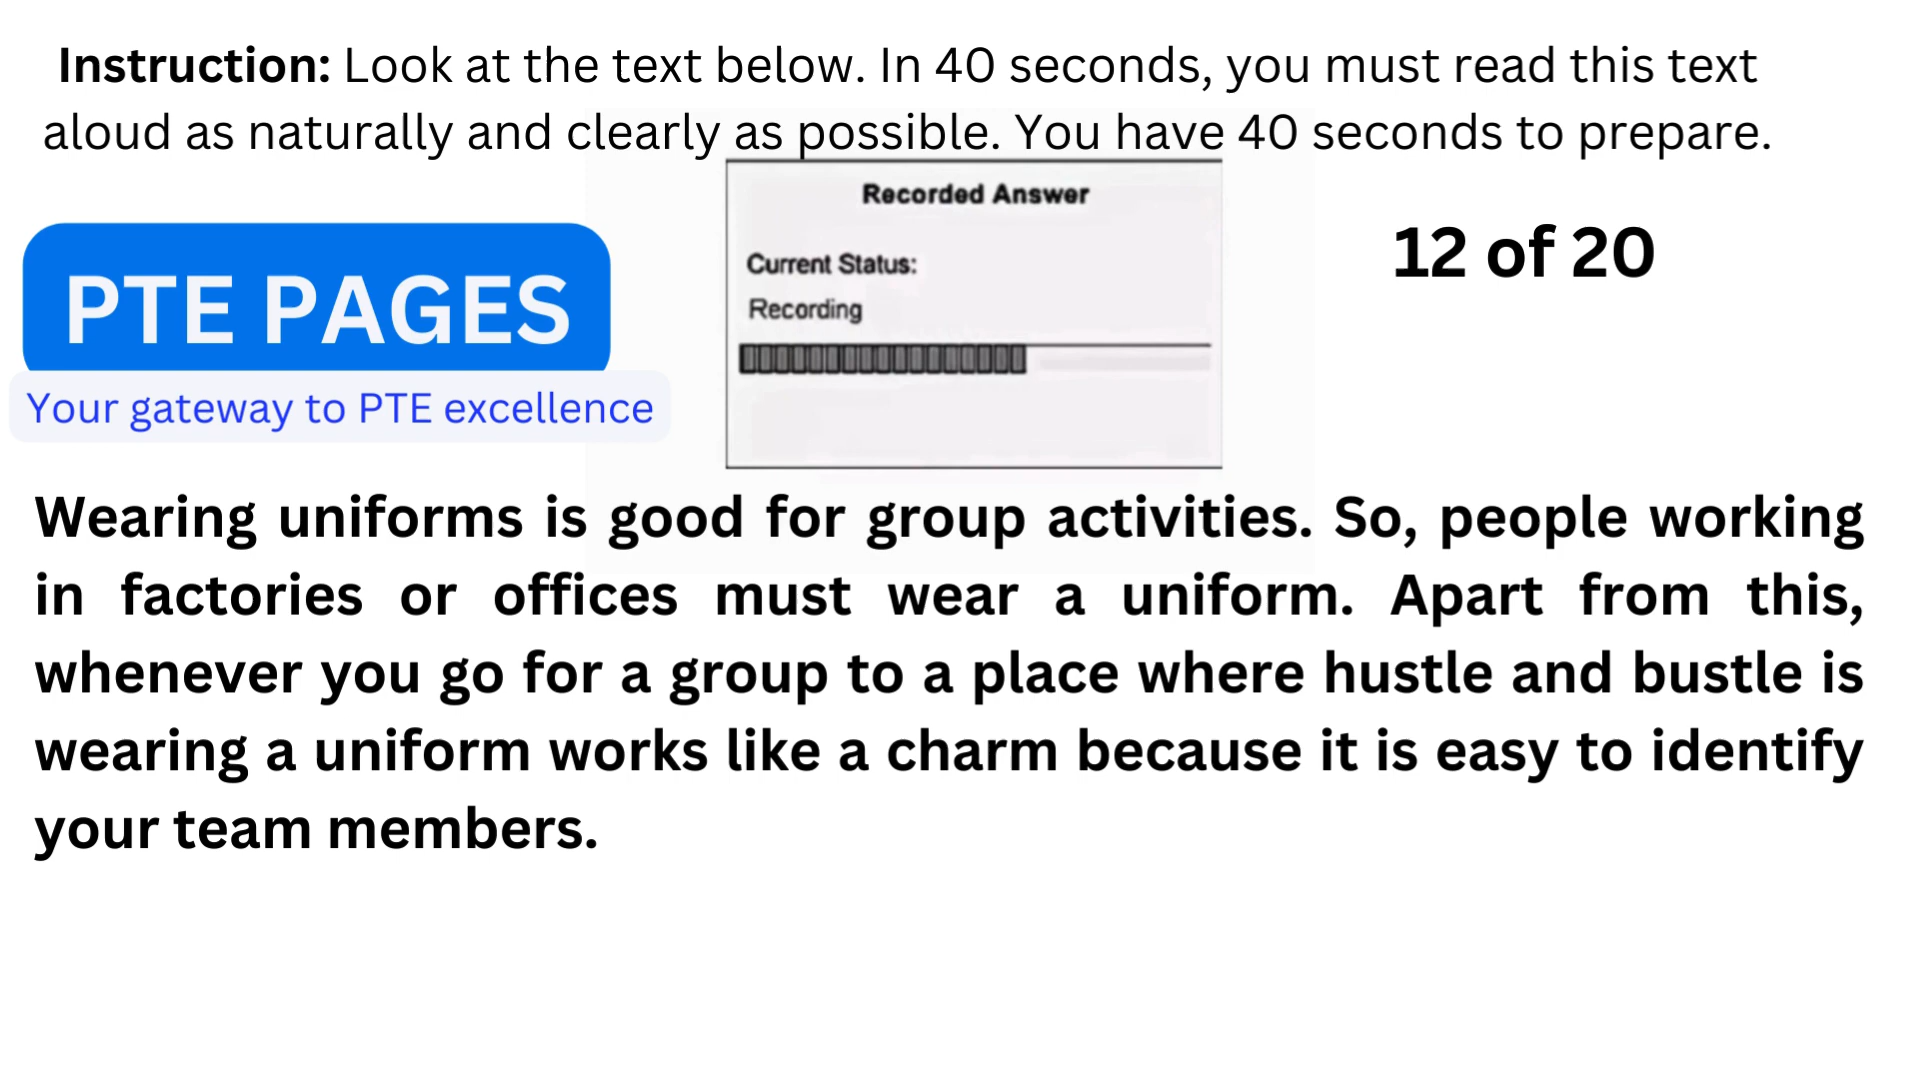 Instruction: Look at the text below. In 40 seconds, you must read this text
aloud as naturally and clearly as possible. You have 40 seconds to prepare.
Recorded Answer
Current Status:
Recording
12 of 20
PTE PAGES
Your gateway to PTE excellence
Wearing uniforms is good for group activities. So, people working
in factories or offices must wear a uniform. Apart from this,
whenever you go for a group to a place where hustle and bustle is
wearing a uniform works like a charm because it is easy to identify
your team members.